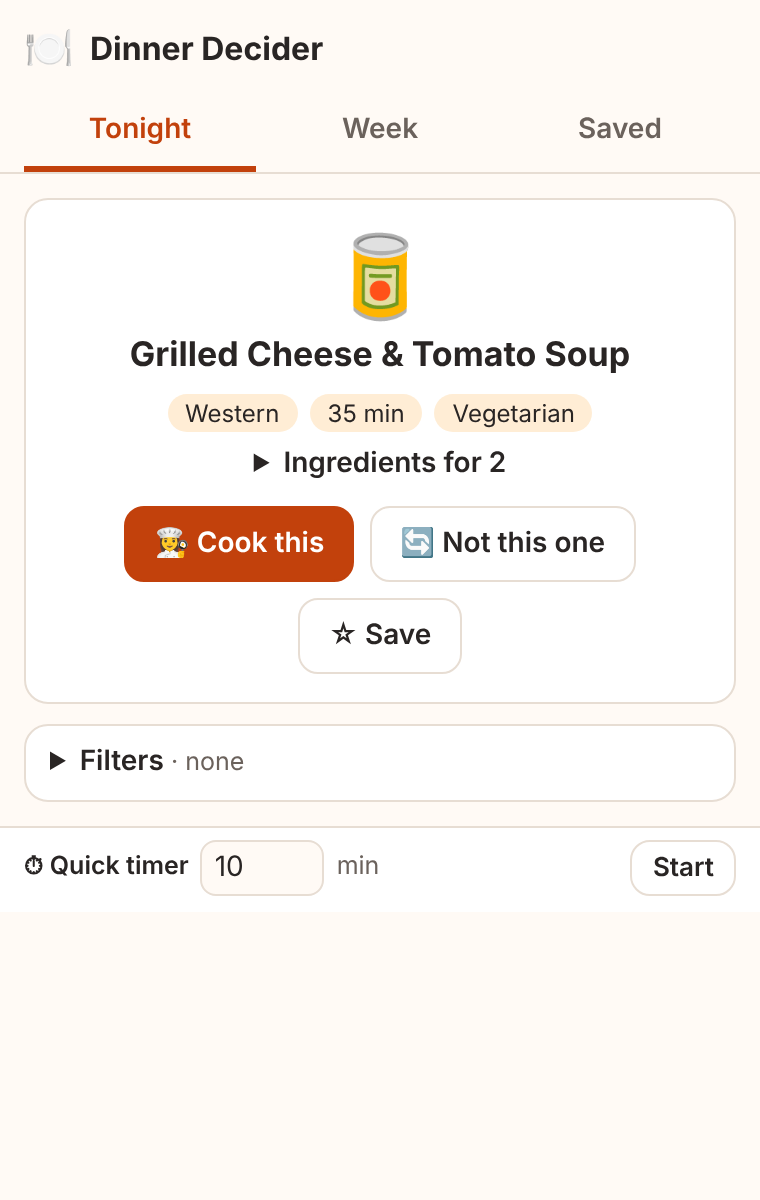 Dinner Decider
Tonight Week Saved
Grilled Cheese & Tomato Soup
Western 35 min Vegetarian
▶ Ingredients for 2
👩‍🍳 Cook this 🔄 Not this one
☆ Save
▶ Filters · none
⏱ Quick timer 10 min Start